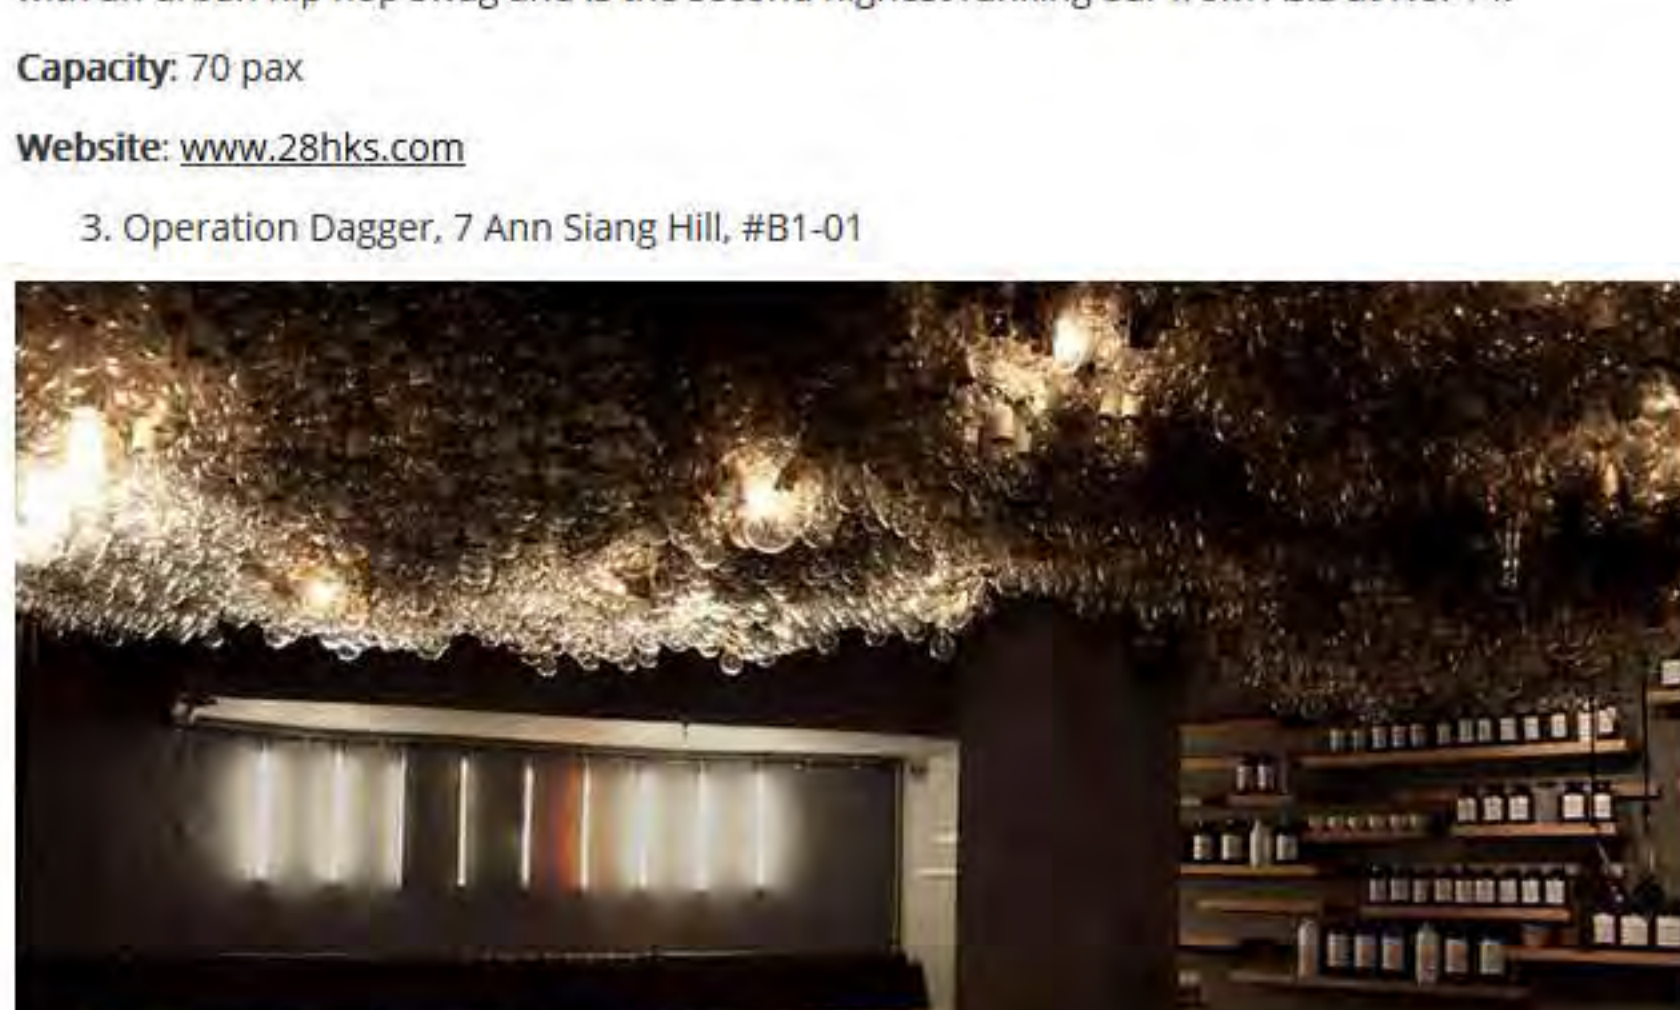 Capacity: 70 pax
Website: www.28hks.com
3. Operation Dagger, 7 Ann Siang Hill, #B1-01